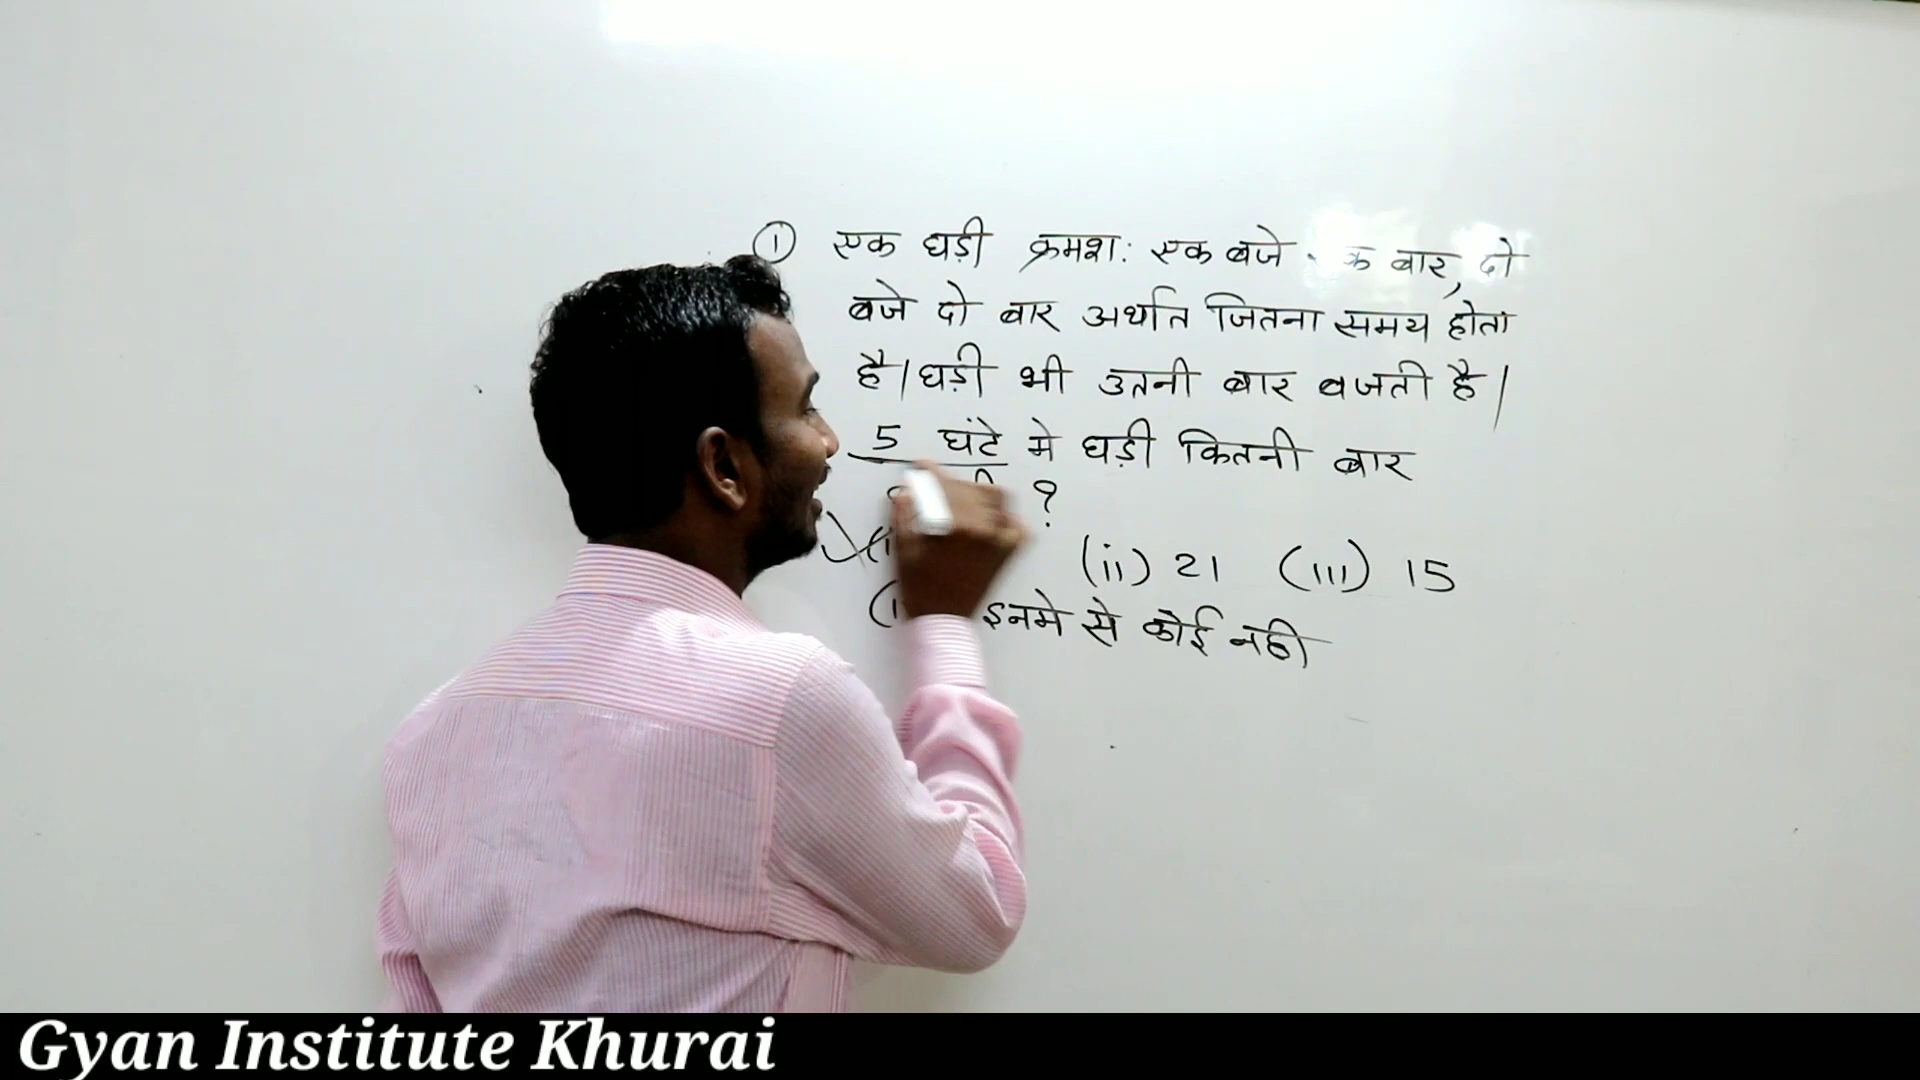 ① एक घड़ी क्रमश: एक बजे क बार, दो
बजे दो बार अर्थात जितना समय होता
है। घड़ी भी उतनी बार बजती है।
5 घंटे मे घड़ी कितनी बार
?
(ii) 21 (iii) 15
इनमे से कोई नही
Gyan Institute Khurai